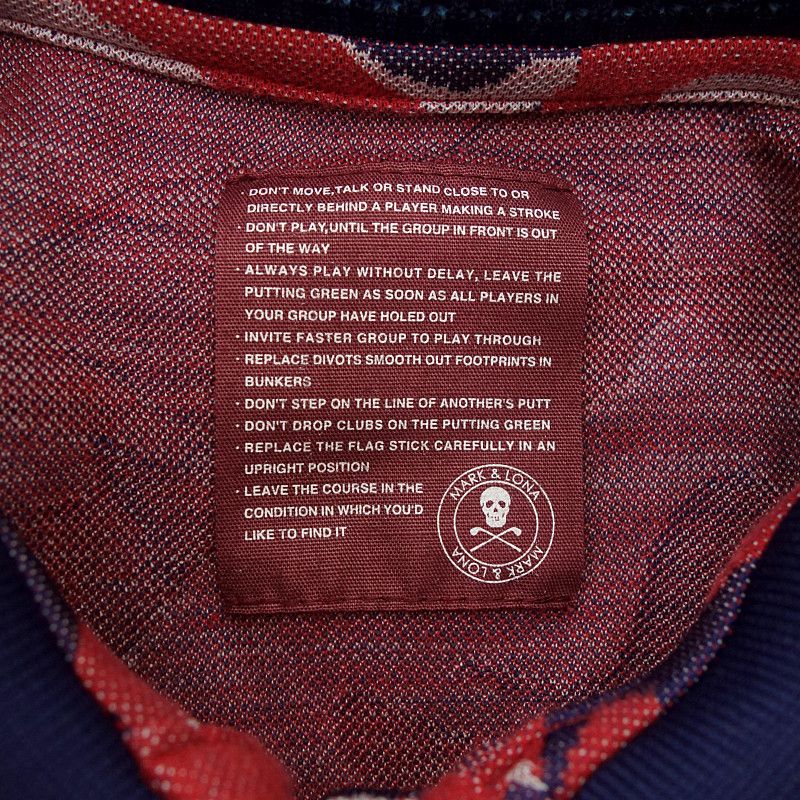 · DON'T MOVE,TALK OR STAND CLOSE TO OR
DIRECTLY BEHIND A PLAYER MAKING A STROKE
· DON'T PLAY,UNTIL THE GROUP IN FRONT IS OUT
OF THE WAY
· ALWAYS PLAY WITHOUT DELAY, LEAVE THE
PUTTING GREEN AS SOON AS ALL PLAYERS IN
YOUR GROUP HAVE HOLED OUT
· INVITE FASTER GROUP TO PLAY THROUGH
· REPLACE DIVOTS SMOOTH OUT FOOTPRINTS IN
BUNKERS
· DON'T STEP ON THE LINE OF ANOTHER'S PUTT
· DON'T DROP CLUBS ON THE PUTTING GREEN
· REPLACE THE FLAG STICK CAREFULLY IN AN
UPRIGHT POSITION
· LEAVE THE COURSE IN THE
CONDITION IN WHICH YOU'D
LIKE TO FIND IT
MARK & LONA
MARK & LONA